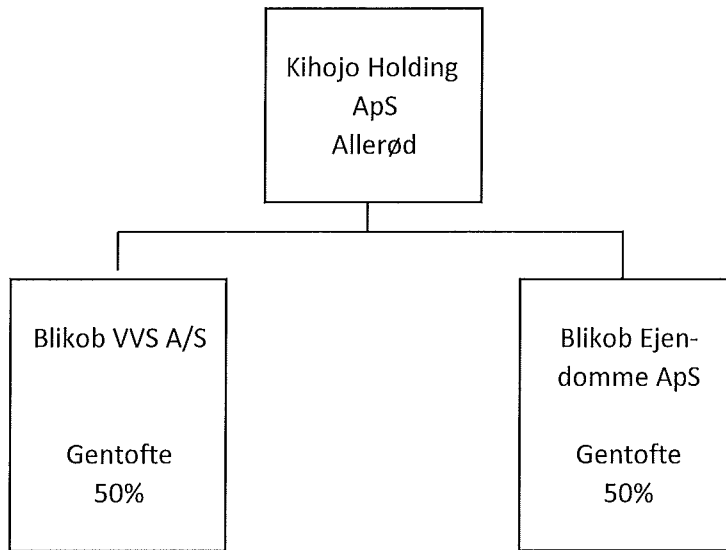 Kihojo Holding
ApS
Allerød
Blikob VVS A/S
Gentofte
50%
Blikob Ejen-
domme ApS
Gentofte
50%